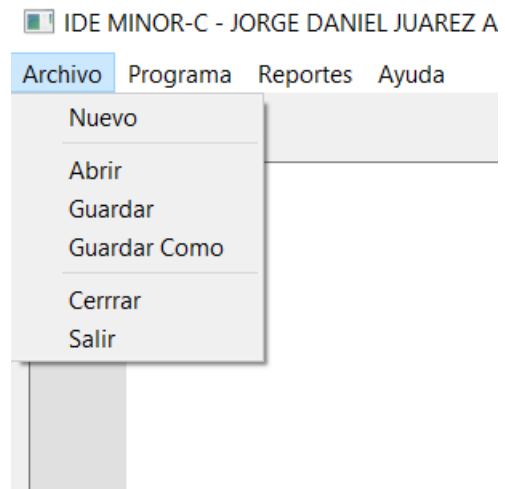 IDE MINOR-C - JORGE DANIEL JUAREZ A
Archivo Programa Reportes Ayuda
Nuevo
Abrir
Guardar
Guardar Como
Cerrrar
Salir